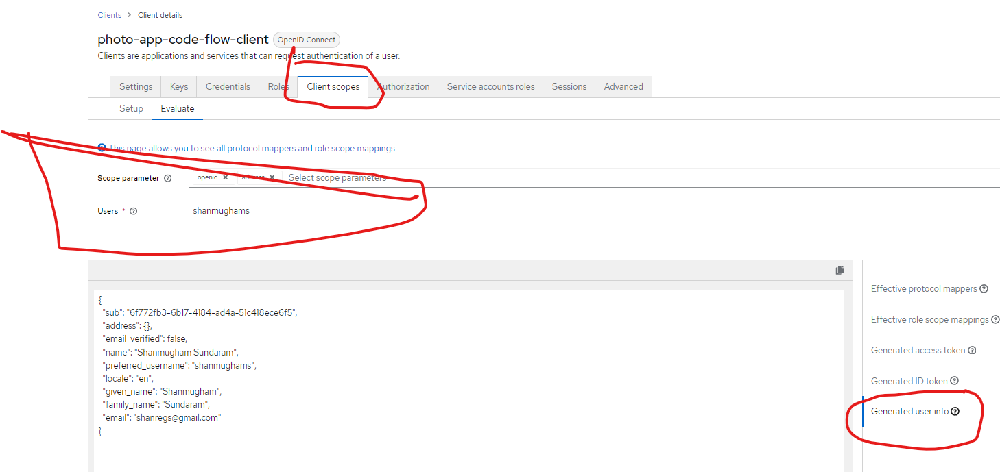 Clients > Client details
photo-app-code-flow-client OpenID Connect
Clients are applications and services that can request authentication of a user.
Settings Keys Credentials Roles Client scopes Authorization Service accounts roles Sessions Advanced
Setup Evaluate
This page allows you to see all protocol mappers and role scope mappings
Scope parameter openid address Select scope parameters
Users * shanmughams
{
"sub": "6f772fb3-6b17-4184-ad4a-51c418ece6f5",
"address": {},
"email_verified": false,
"name": "Shanmugham Sundaram",
"preferred_username": "shanmughams",
"locale": "en",
"given_name": "Shanmugham",
"family_name": "Sundaram",
"email": "shanregs@gmail.com"
}
Effective protocol mappers
Effective role scope mappings
Generated access token
Generated ID token
Generated user info